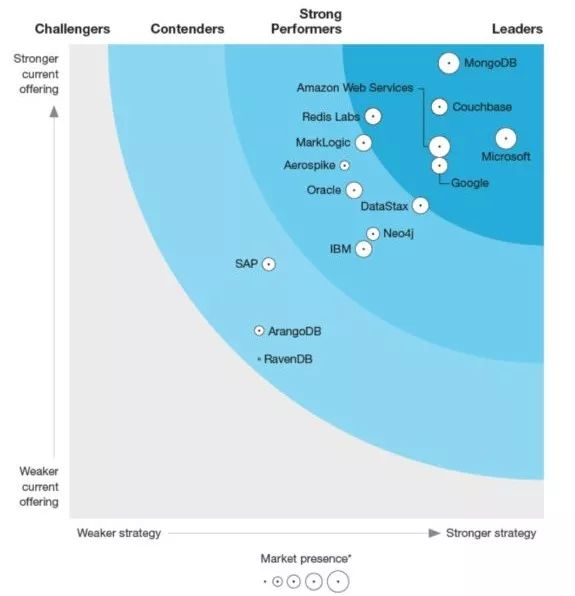 Challengers
Contenders
Strong
Performers
Leaders
Stronger
current
offering
MongoDB
Amazon Web Services
Couchbase
Redis Labs
MarkLogic
Microsoft
Aerospike
Google
Oracle
DataStax
Neo4j
IBM
SAP
ArangoDB
RavenDB
Weaker
current
offering
Weaker strategy
Stronger strategy
Market presence*